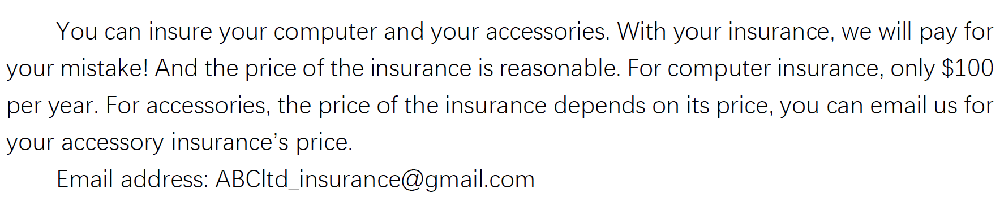 You can insure your computer and your accessories. With your insurance, we will pay for
your mistake! And the price of the insurance is reasonable. For computer insurance, only $100
per year. For accessories, the price of the insurance depends on its price, you can email us for
your accessory insurance’s price.
Email address: ABCltd_insurance@gmail.com